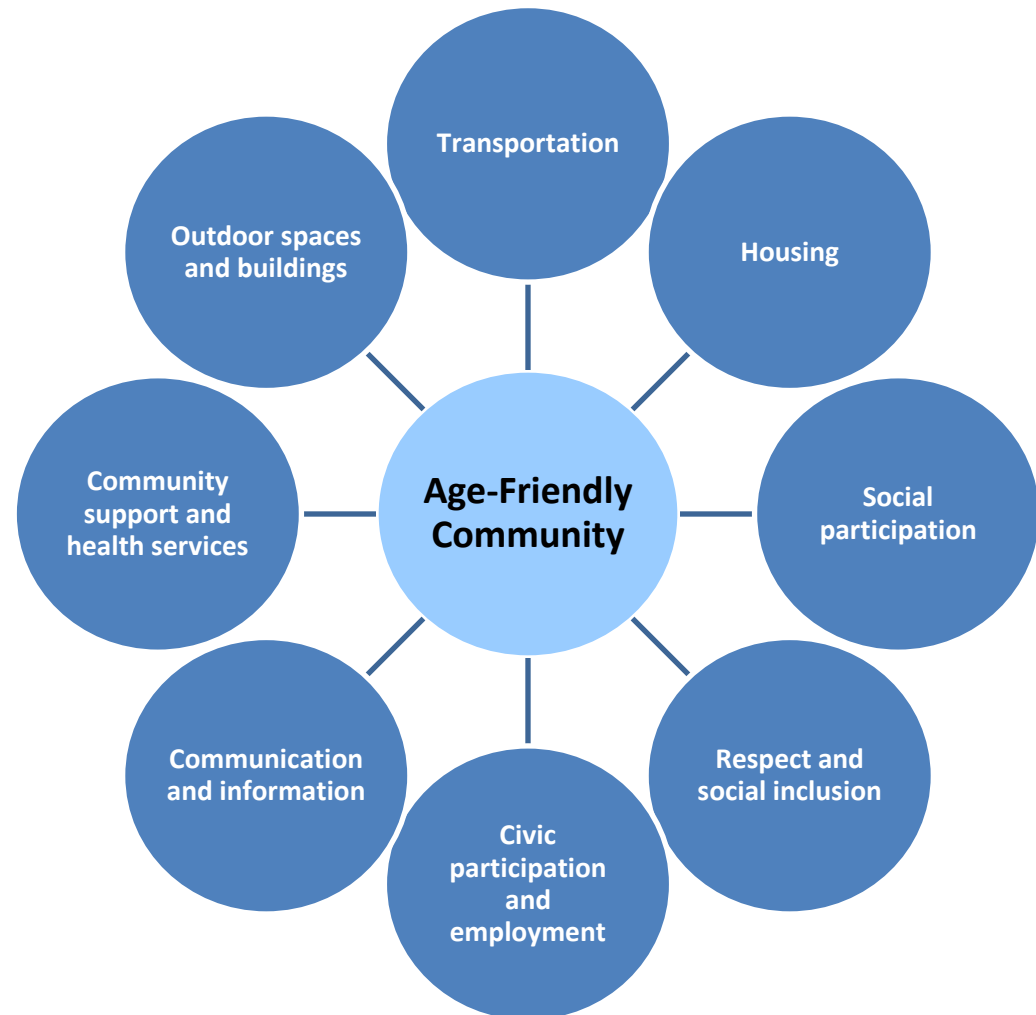 Transportation
Outdoor spaces
and buildings
Housing
Community
support and
health services
Age-Friendly
Community
Social
participation
Communication
and information
Respect and
social inclusion
Civic
participation
and
employment